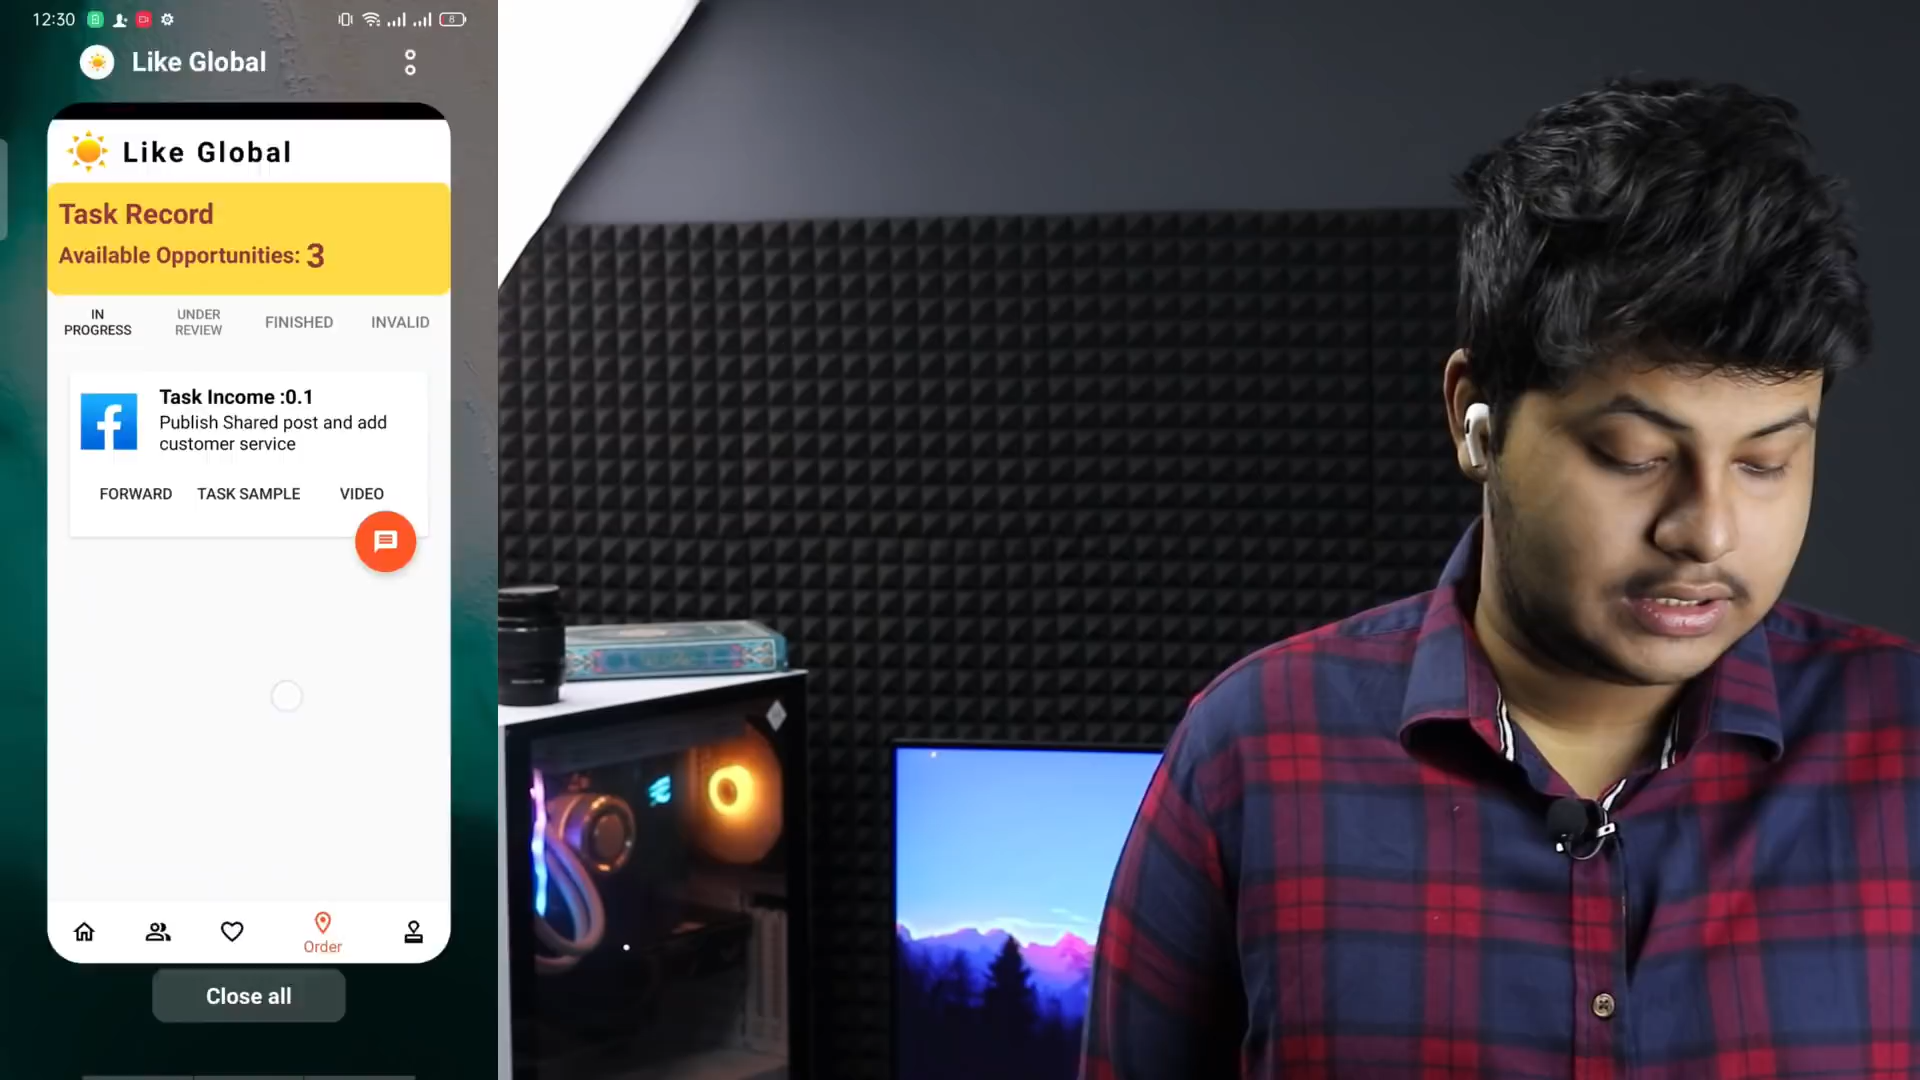 12:30
8
Like Global
Like Global
Task Record
Available Opportunities: 3
IN PROGRESS
UNDER REVIEW
FINISHED
INVALID
Task Income :0.1
Publish Shared post and add
customer service
FORWARD TASK SAMPLE VIDEO
Order
Close all